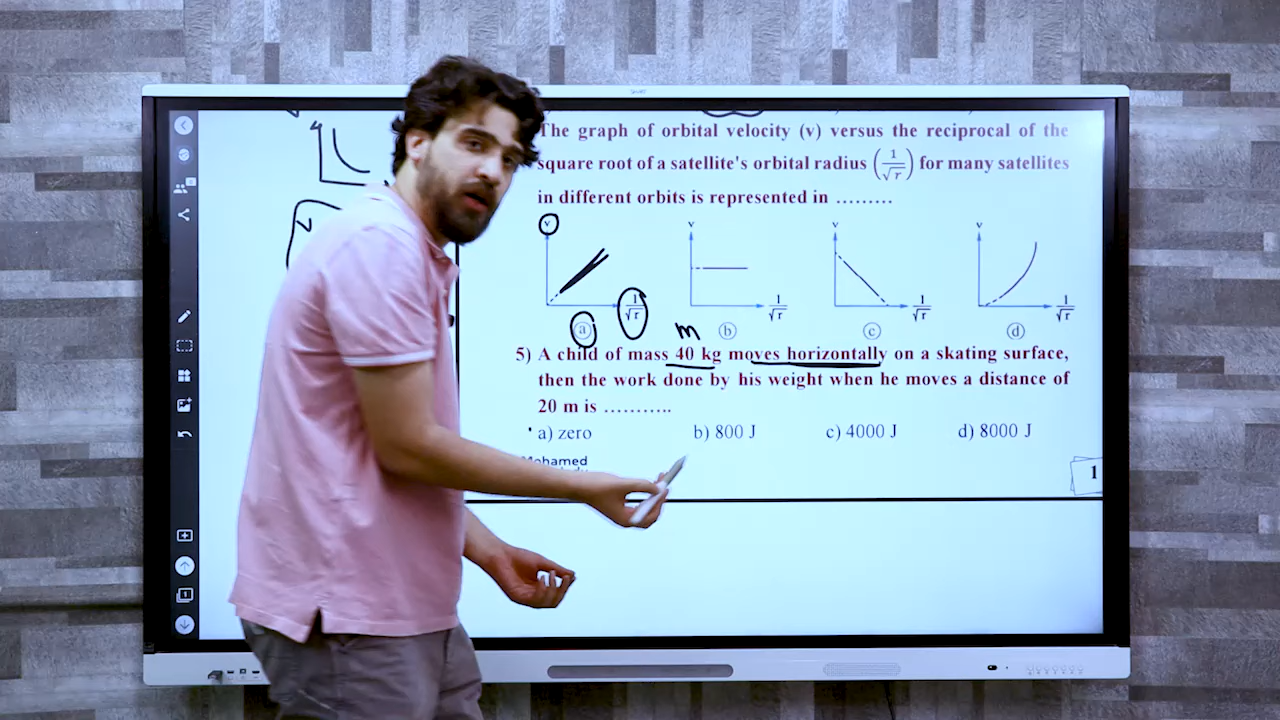 The graph of orbital velocity (v) versus the reciprocal of the
square root of a satellite's orbital radius (1/√r) for many satellites
in different orbits is represented in ………
v v v v v
1/√r 1/√r 1/√r 1/√r
a b c d
m
5) A child of mass 40 kg moves horizontally on a skating surface,
then the work done by his weight when he moves a distance of
20 m is ………..
a) zero b) 800 J c) 4000 J d) 8000 J
Mohamed
1